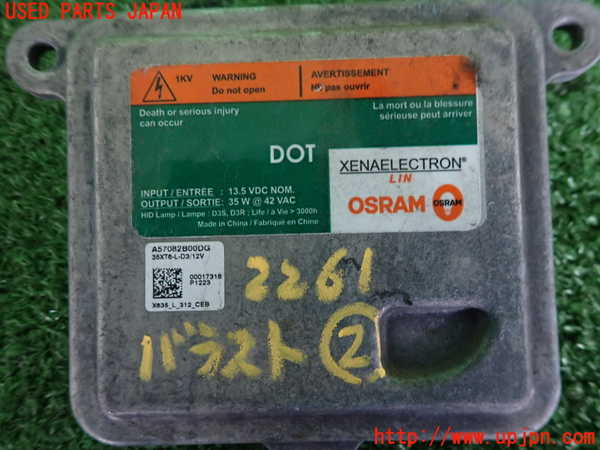 USED PARTS JAPAN
1KV
WARNING
Do not open
AVERTISSEMENT
Ne pas ouvrir
Death or serious injury
can occur
La mort ou la blessure
sérieuse peut arriver
DOT
XENAELECTRON®
LIN
OSRAM OSRAM
INPUT / ENTRÉE : 13.5 VDC NOM.
OUTPUT / SORTIE: 35 W @ 42 VAC
HID Lamp / Lampe : D3S, D3R ; Life / a Vie > 3000h
Made in China / Fabriqué en Chine
A57082B00DG
35XT6-L-D3/12V
00017318
P1223
X635_L_312_CEB
2261
バラスト ②
http://www.upjpn.com/